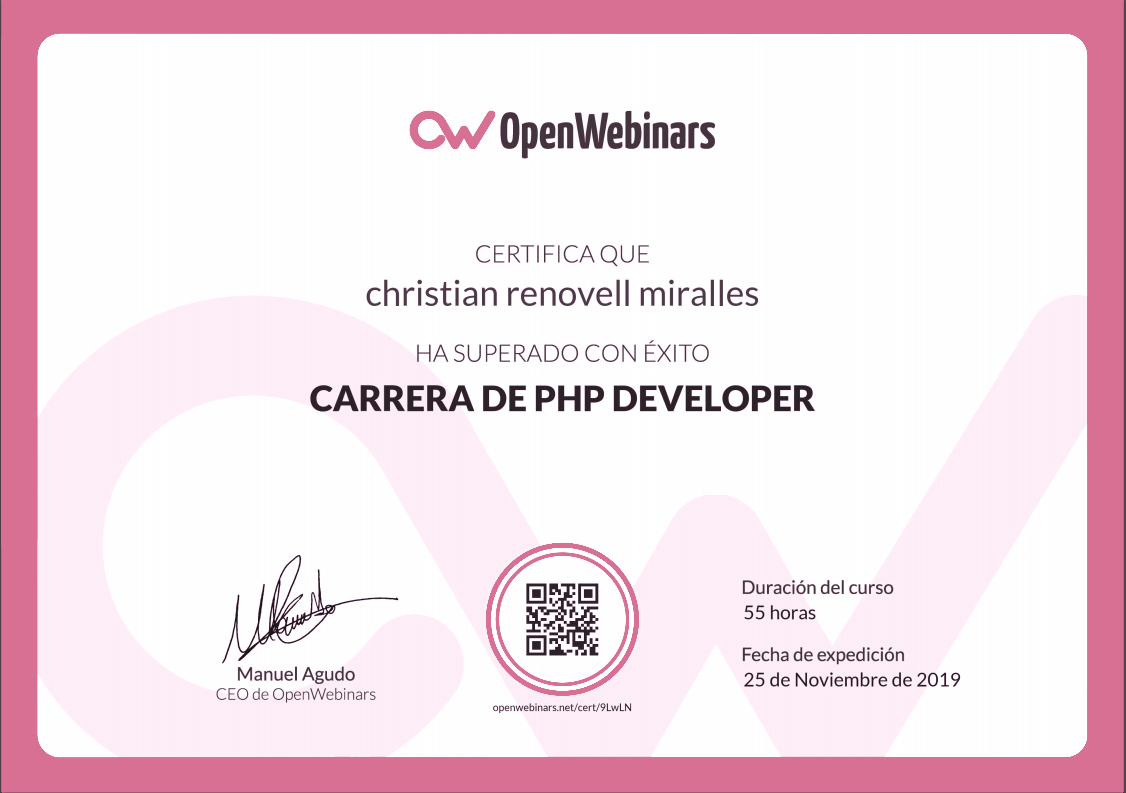 OpenWebinars
CERTIFICA QUE
christian renovell miralles
HA SUPERADO CON ÉXITO
CARRERA DE PHP DEVELOPER
Manuel Agudo
CEO de OpenWebinars
openwebinars.net/cert/9LwLN
Duración del curso
55 horas
Fecha de expedición
25 de Noviembre de 2019